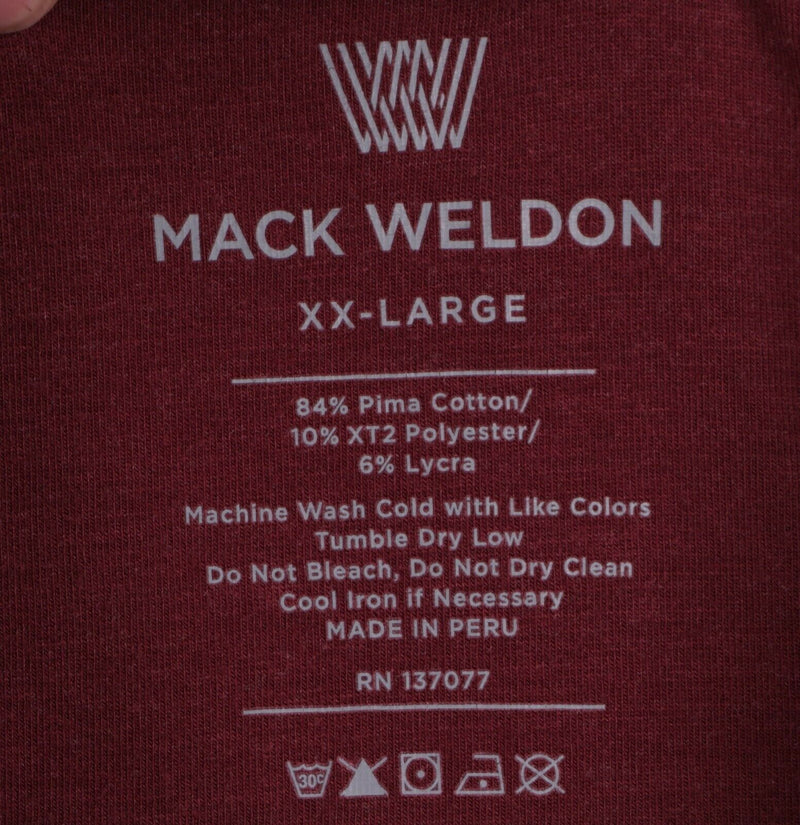 MACK WELDON
XX-LARGE
84% Pima Cotton/
10% XT2 Polyester/
6% Lycra
Machine Wash Cold with Like Colors
Tumble Dry Low
Do Not Bleach, Do Not Dry Clean
Cool Iron if Necessary
MADE IN PERU
RN 137077
30c